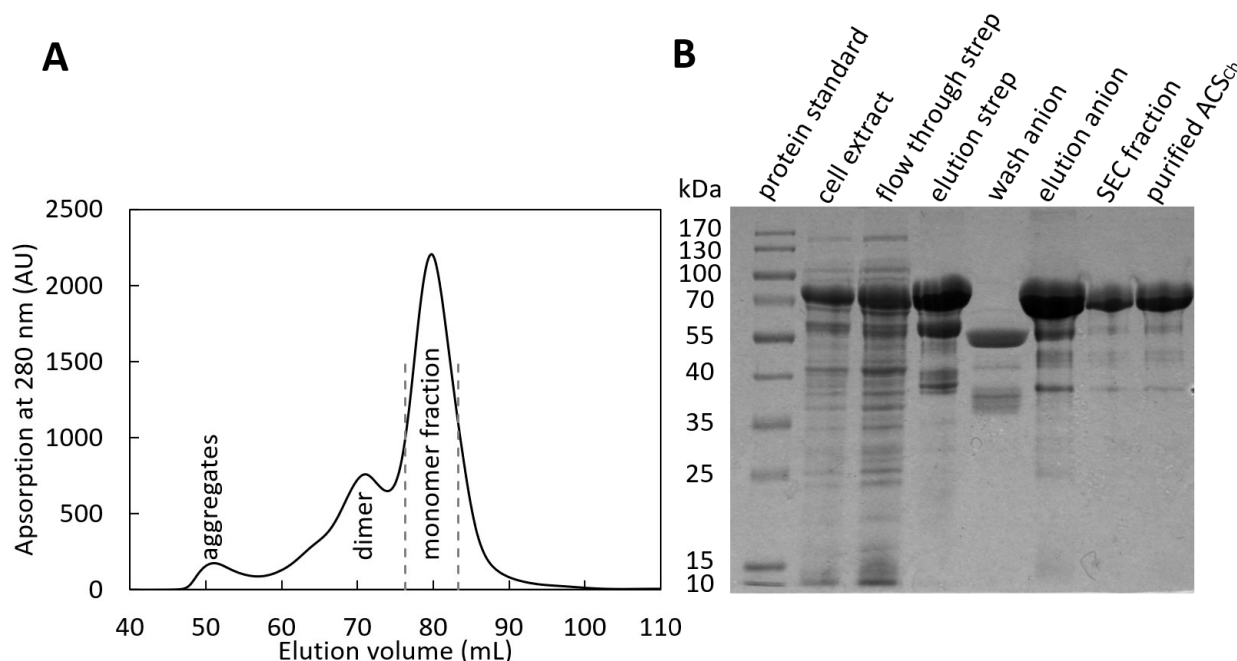 A
Apsorption at 280 nm (AU)
2500
2000
1500
1000
500
0
aggregates
dimer
monomer fraction
40 50 60 70 80 90 100 110
Elution volume (mL)
B
protein standard
cell extract
flow through strep
elution strep
wash anion
elution anion
SEC fraction
purified ACSCh
kDa
170
130
100
70
55
40
35
25
15
10